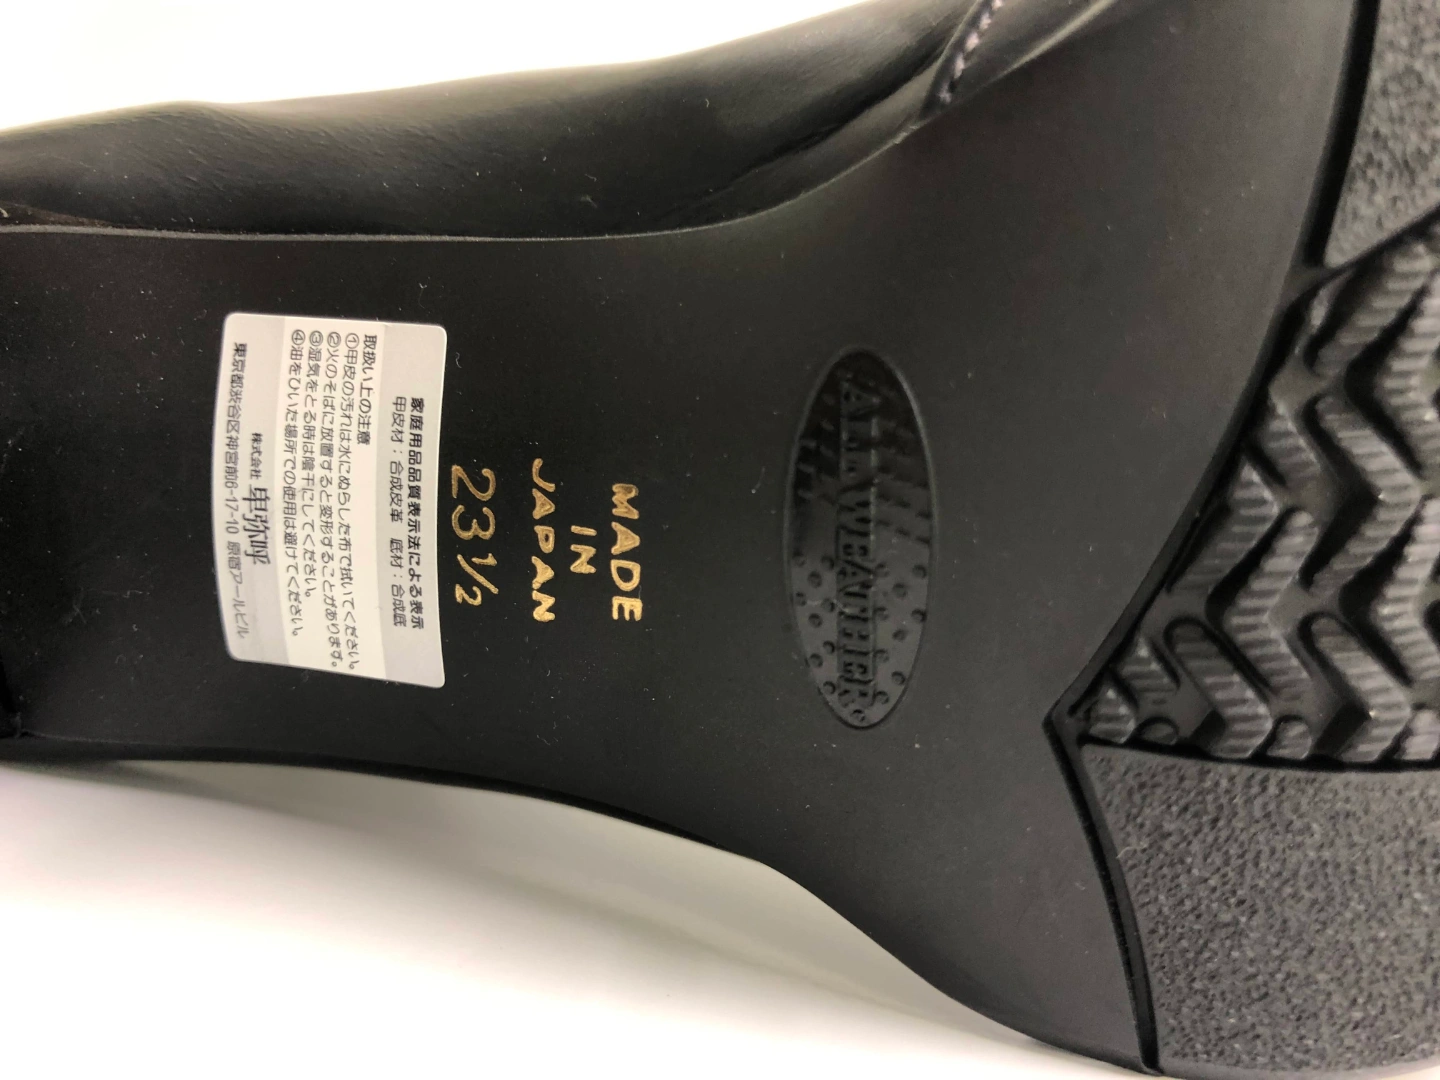 ALLWEATHER
MADE
IN
JAPAN
23 1/2
家庭用品品質表示法による表示
甲皮材：合成皮革 底材：合成底
取扱い上の注意
①甲皮の汚れは水にぬらした布で拭いてください。
②火のそばに放置すると変形することがあります。
③湿気をとる時は陰干にしてください。
④油をひいた場所での使用は避けてください。
株式会社 卑弥呼
東京都渋谷区神宮前06-17-10 原宿アールビル